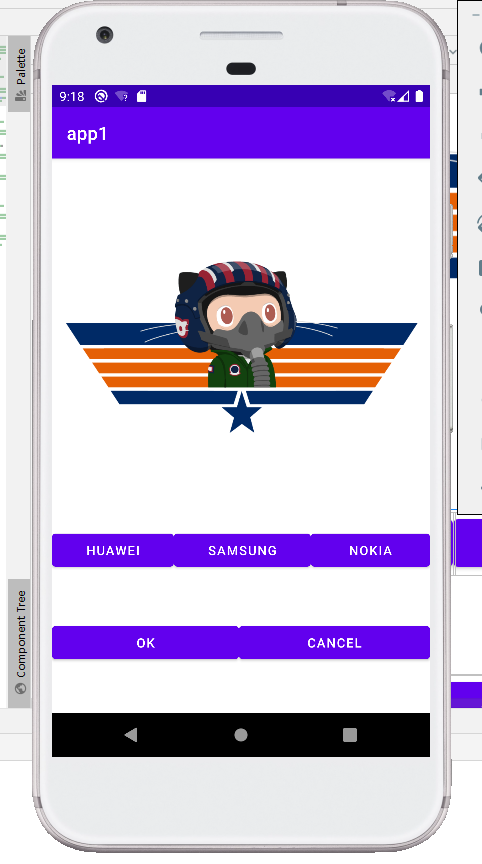 Palette
9:18
app1
HUAWEI SAMSUNG NOKIA
Component Tree
OK CANCEL